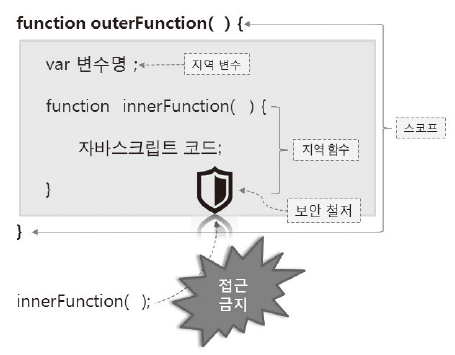 function outerFunction( ) {
var 변수명 ;
지역 변수
function innerFunction( ) {
스코프
자바스크립트 코드;
지역 함수
}
보안 철저
}
접근
금지
innerFunction( );